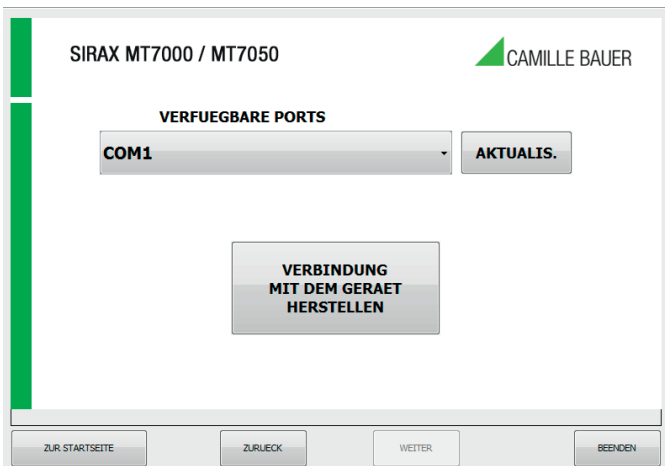 SIRAX MT7000 / MT7050
CAMILLE BAUER
VERFUEGBARE PORTS
COM1
AKTUALIS.
VERBINDUNG
MIT DEM GERAET
HERSTELLEN
ZUR STARTSEITE
ZURUECK
WEITER
BEENDEN